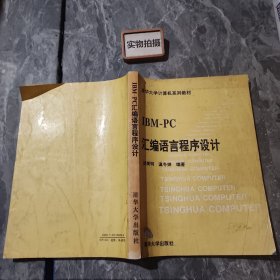 实物拍摄
清华大学计算机系列教材
IBM-PC
汇编语言程序设计
温冬婵 编著
TSINGHUA COMPUTER
TSINGHUA COMPUTER
TSINGHUA COMPUTER
TSINGHUA COMPUTER
清华大学出版社
IBM-PC汇编语言程序设计
清华大学出版社